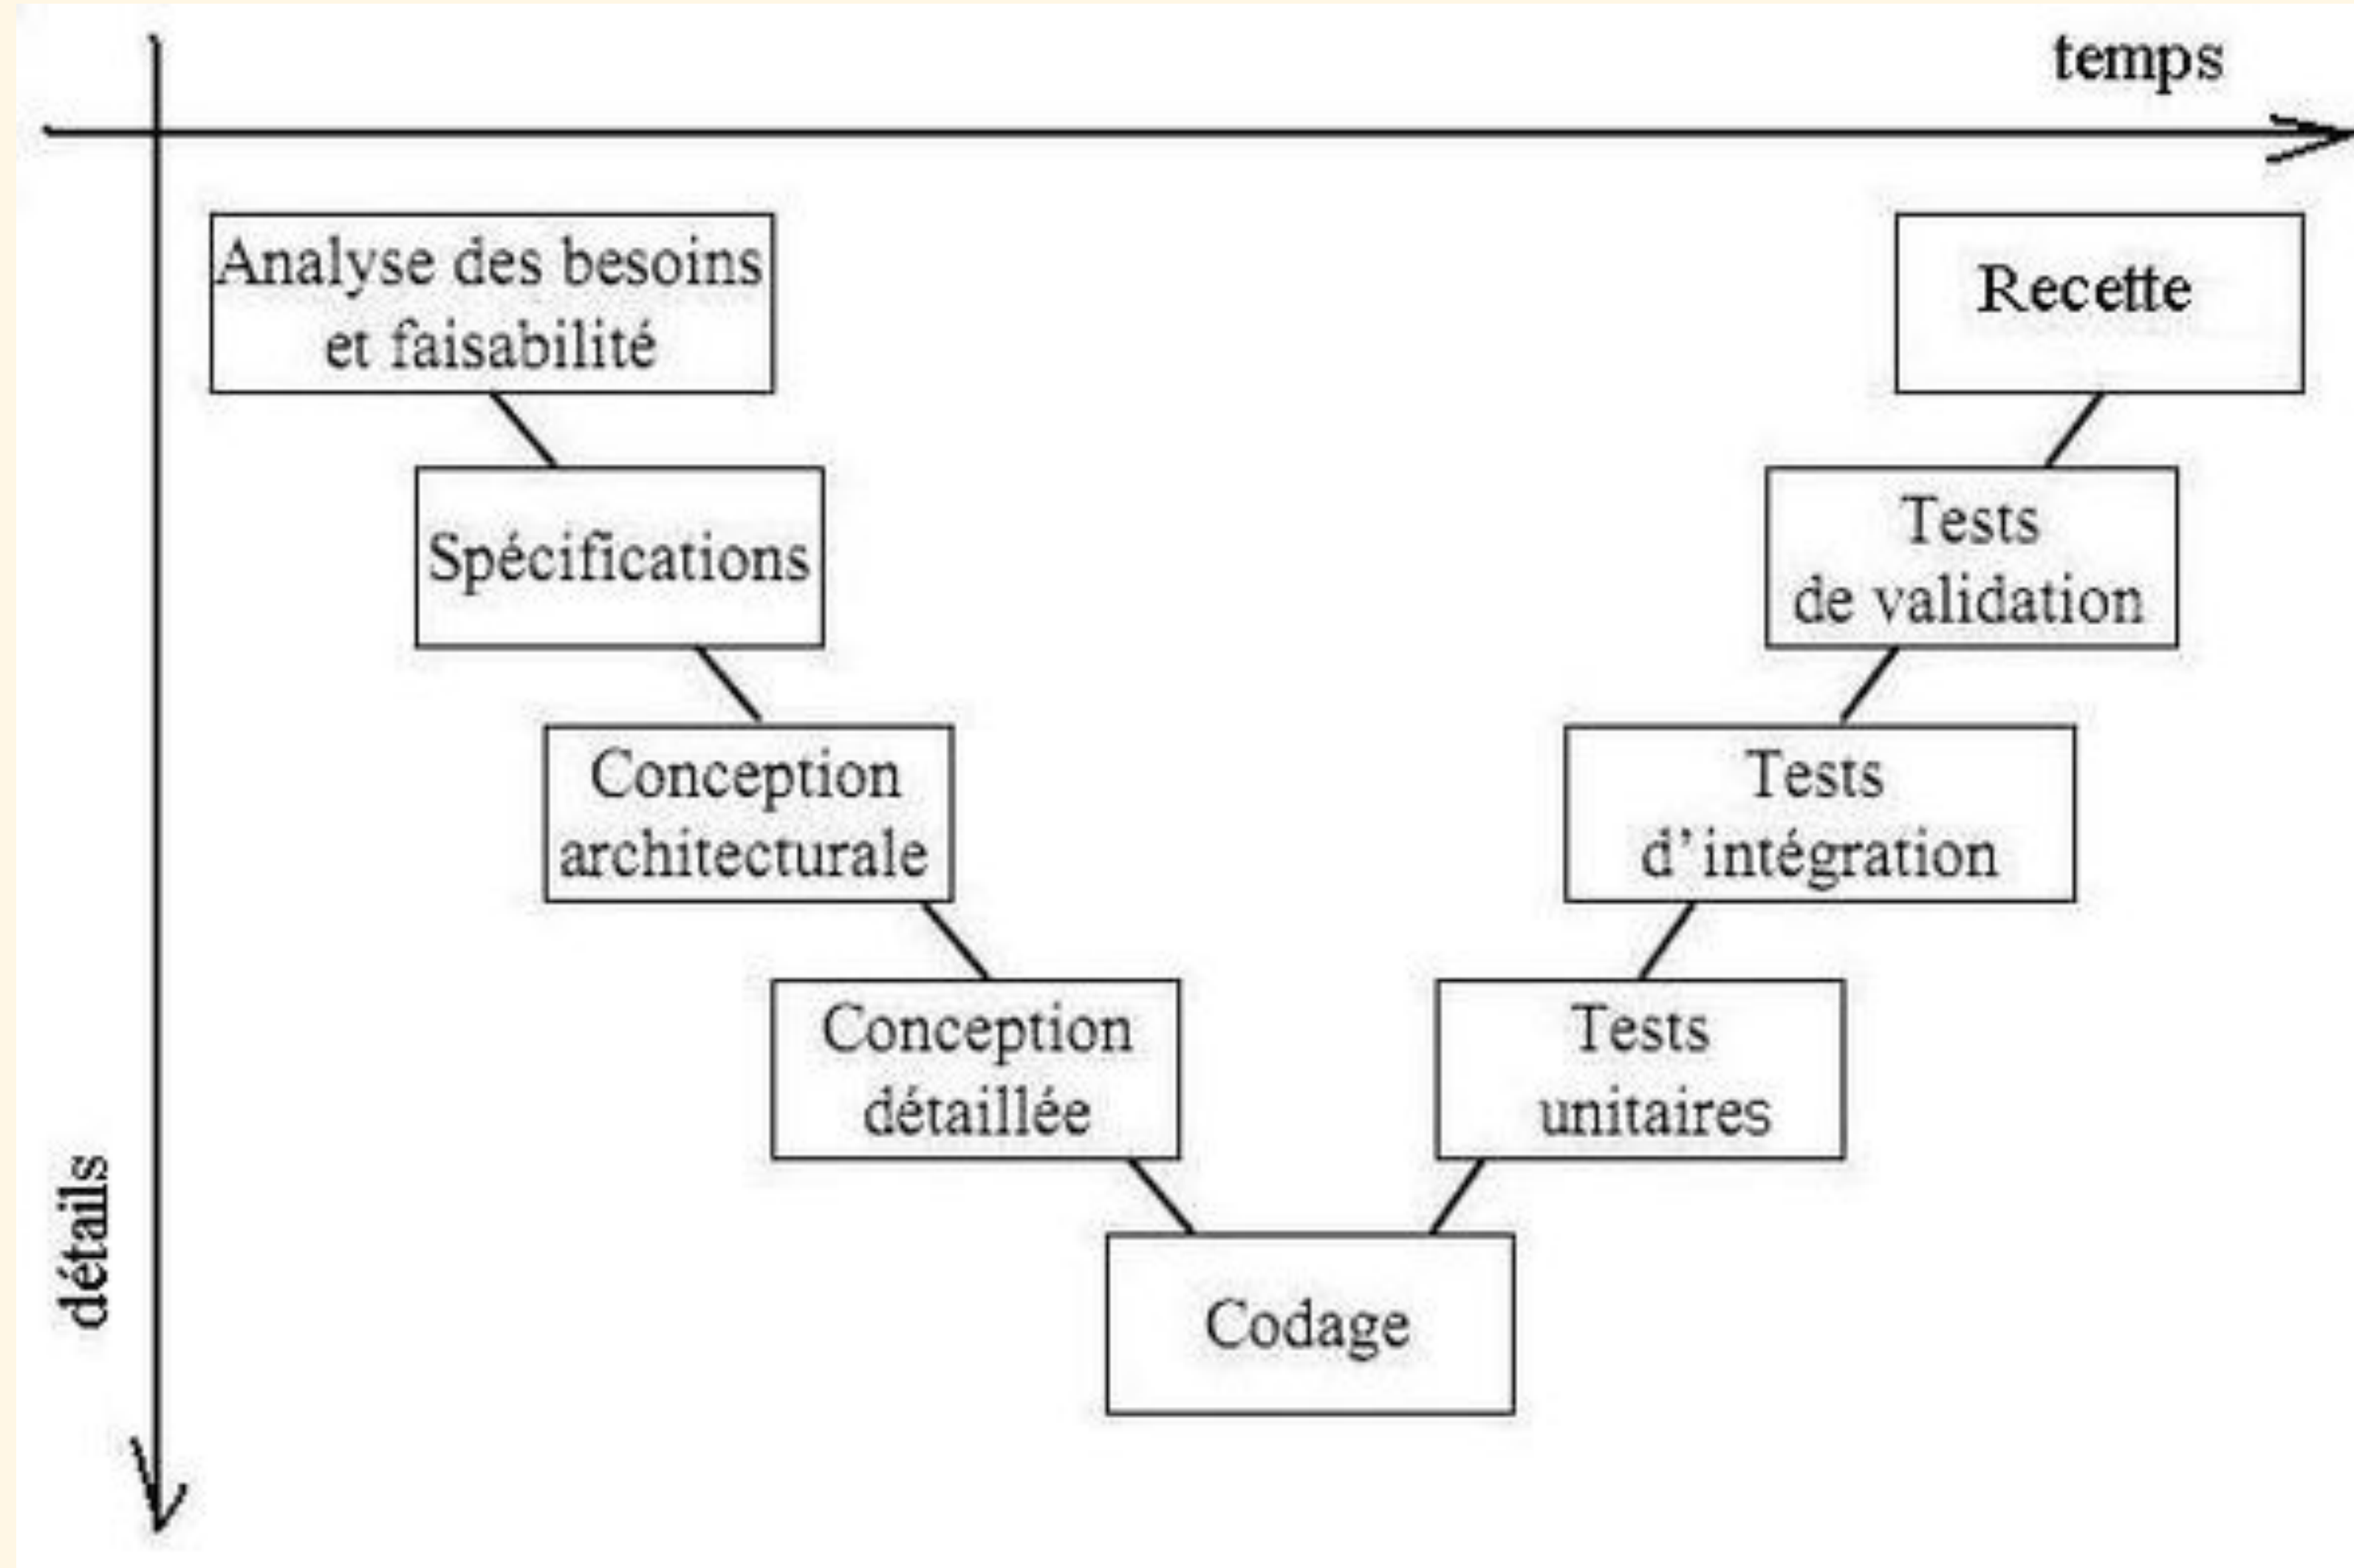 temps
Analyse des besoins
et faisabilité
Recette
Spécifications
Tests
de validation
Conception
architecturale
Tests
d'intégration
Conception
détaillée
Tests
unitaires
Codage
détails